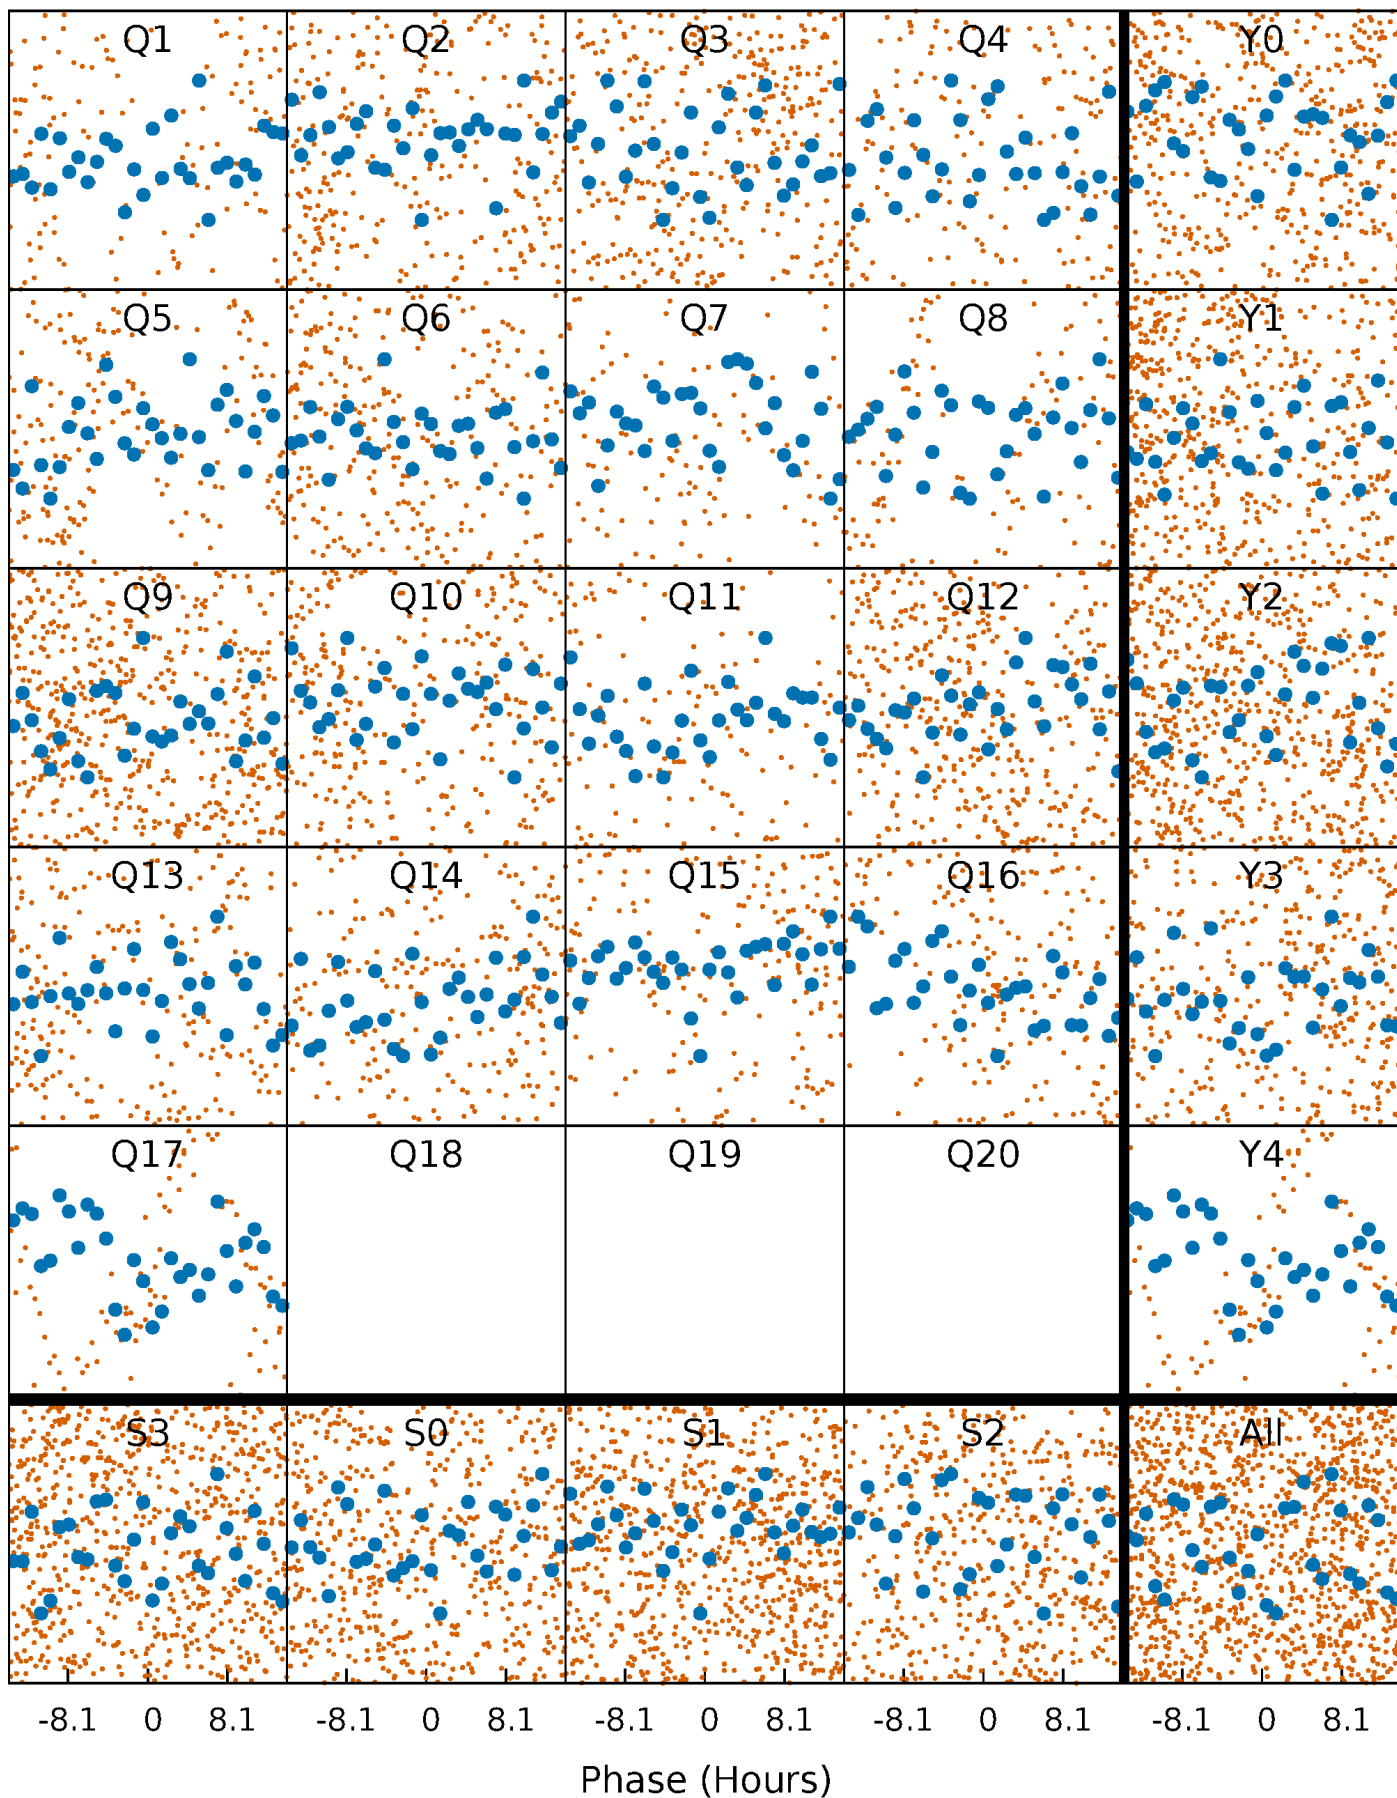 Q1 Q2 Q3 Q4 Y0
Q5 Q6 Q7 Q8 Y1
Q9 Q10 Q11 Q12 Y2
Q13 Q14 Q15 Q16 Y3
Q17 Q18 Q19 Q20 Y4
S3 S0 S1 S2 All
-8.1 0 8.1 -8.1 0 8.1 -8.1 0 8.1 -8.1 0 8.1 -8.1 0 8.1
Phase (Hours)